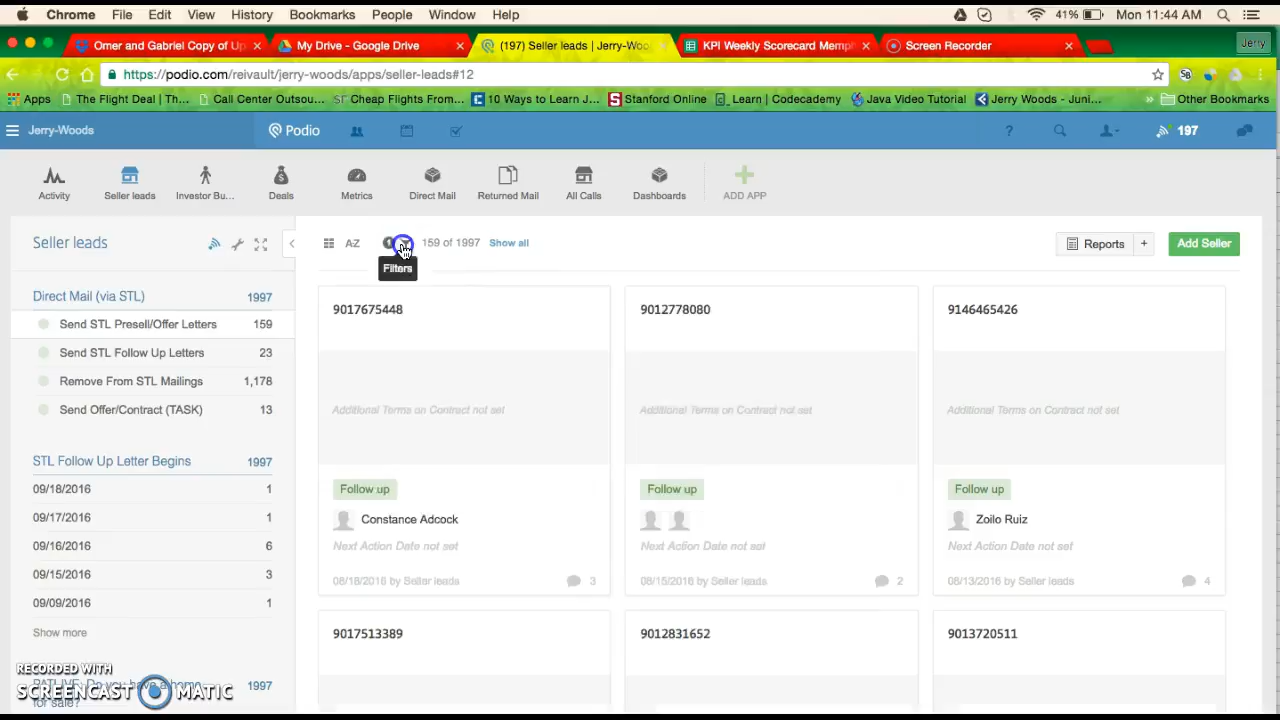 Chrome File Edit View History Bookmarks People Window Help 41% Mon 11:44 AM
Omer and Gabriel Copy of Up × My Drive - Google Drive × (197) Seller leads | Jerry-Woo KPI Weekly Scorecard Memph × Screen Recorder × Jerry
https://podio.com/reivault/jerry-woods/apps/seller-leads#12
Apps The Flight Deal | Th... Call Center Outsou... SF Cheap Flights From... 10 Ways to Learn J... S Stanford Online Learn | Codecademy Java Video Tutorial Jerry Woods - Juni... » Other Bookmarks
Jerry-Woods Podio ? 197
Activity Seller leads Investor Bu... Deals Metrics Direct Mail Returned Mail All Calls Dashboards ADD APP
Seller leads A-Z 1 159 of 1997 Show all Reports + Add Seller
Filters
Direct Mail (via STL) 1997
Send STL Presell/Offer Letters 159
Send STL Follow Up Letters 23
Remove From STL Mailings 1,178
Send Offer/Contract (TASK) 13
STL Follow Up Letter Begins 1997
09/18/2016 1
09/17/2016 1
09/16/2016 6
09/15/2016 3
09/09/2016 1
Show more
PATLIVE: Do you have a home for sale? 1997
9017675448
Additional Terms on Contract not set
Follow up
Constance Adcock
Next Action Date not set
08/18/2016 by Seller leads 3
9012778080
Additional Terms on Contract not set
Follow up
Next Action Date not set
08/15/2016 by Seller leads 2
9146465426
Additional Terms on Contract not set
Follow up
Zoilo Ruiz
Next Action Date not set
08/13/2016 by Seller leads 4
9017513389
9012831652
9013720511
RECORDED WITH
SCREENCAST MATIC